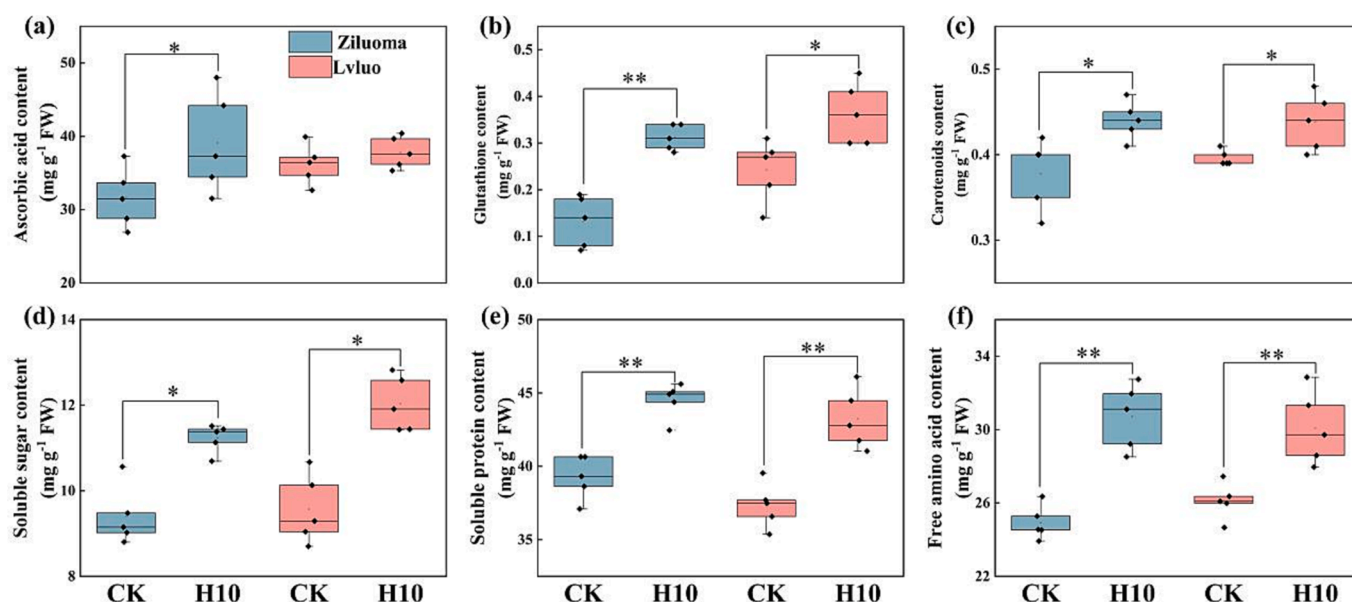 (a)
Ascorbic acid content
(mg g⁻¹ FW)
50
40
30
20
*
Ziluoma
Lvluo
(b)
Glutathione content
(mg g⁻¹ FW)
0.5
0.4
0.3
0.2
0.1
0.0
**
*
(c)
Carotenoids content
(mg g⁻¹ FW)
0.5
0.4
0.3
*
*
(d)
Soluble sugar content
(mg g⁻¹ FW)
14
12
10
8
*
*
CK H10 CK H10
(e)
Soluble protein content
(mg g⁻¹ FW)
50
45
40
35
**
**
CK H10 CK H10
(f)
Free amino acid content
(mg g⁻¹ FW)
34
30
26
22
**
**
CK H10 CK H10